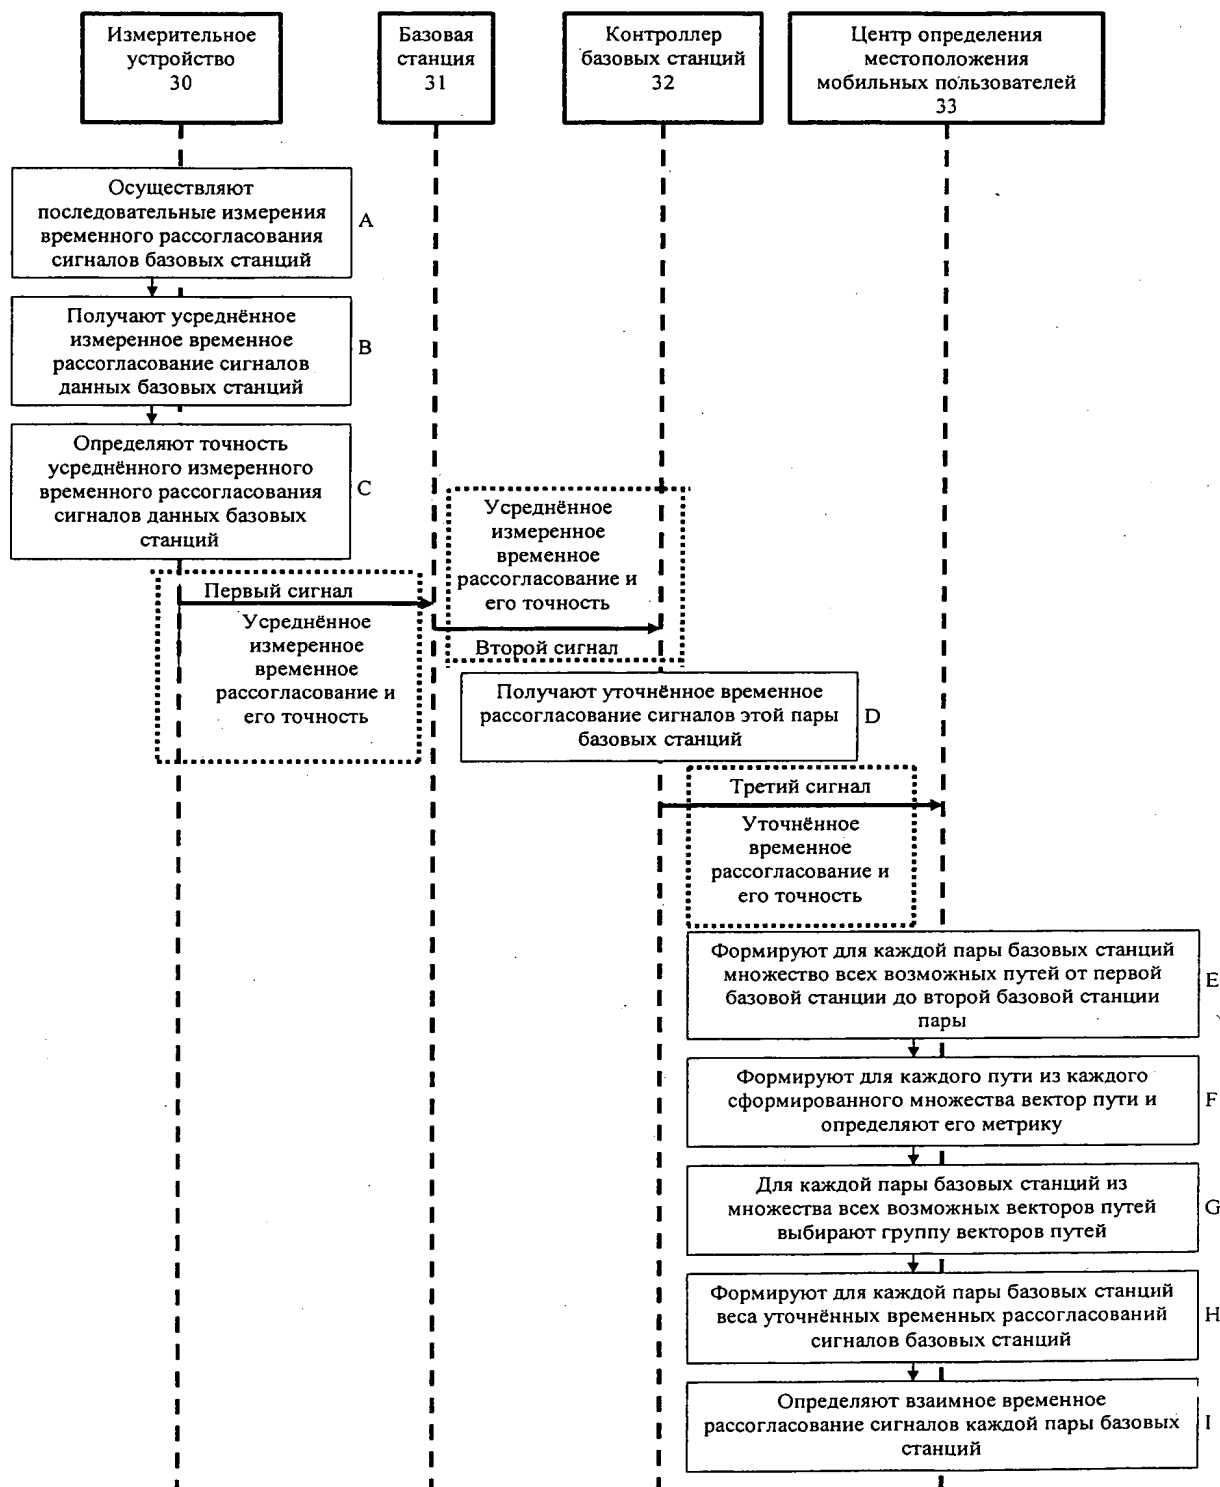 Измерительное
устройство
30
Базовая
станция
31
Контроллер
базовых станций
32
Центр определения
местоположения
мобильных пользователей
33
Осуществляют
последовательные измерения
временного рассогласования
сигналов базовых станций
A
Получают усреднённое
измеренное временное
рассогласование сигналов
данных базовых станций
B
Определяют точность
усреднённого измеренного
временного рассогласования
сигналов данных базовых
станций
C
Усреднённое
измеренное
временное
рассогласование и
его точность
Второй сигнал
Первый сигнал
Усреднённое
измеренное
временное
рассогласование и
его точность
Получают уточнённое временное
рассогласование сигналов этой пары
базовых станций
D
Третий сигнал
Уточнённое
временное
рассогласование и
его точность
Формируют для каждой пары базовых станций
множество всех возможных путей от первой
базовой станции до второй базовой станции
пары
E
Формируют для каждого пути из каждого
сформированного множества вектор пути и
определяют его метрику
F
Для каждой пары базовых станций из
множества всех возможных векторов путей
выбирают группу векторов путей
G
Формируют для каждой пары базовых станций
веса уточнённых временных рассогласований
сигналов базовых станций
H
Определяют взаимное временное
рассогласование сигналов каждой пары базовых
станций
I